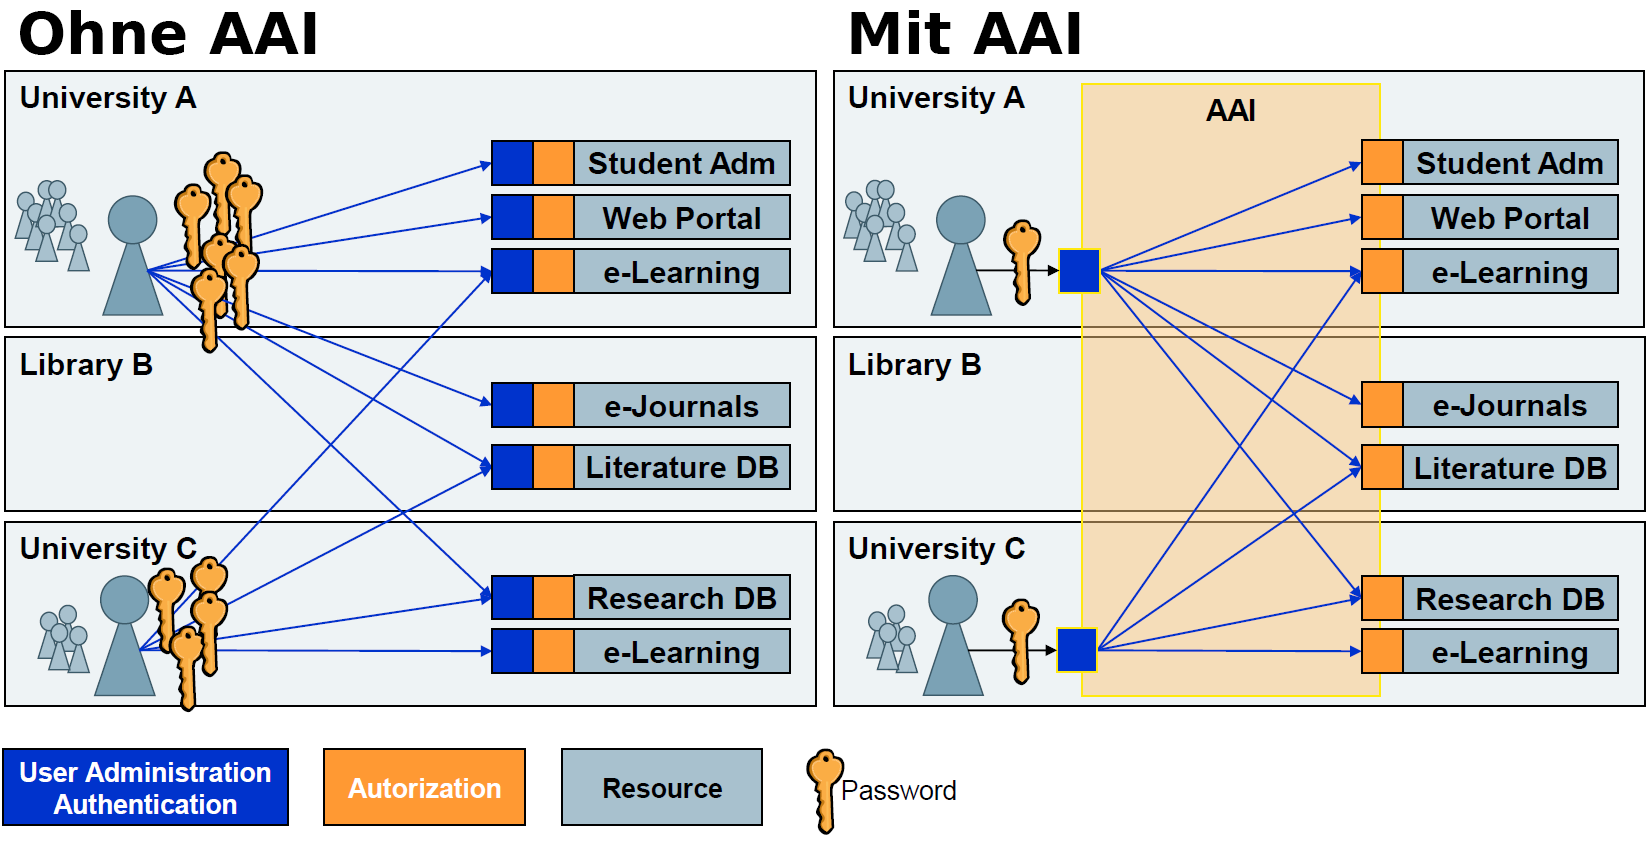 Ohne AAI
University A
Student Adm
Web Portal
e-Learning
Library B
e-Journals
Literature DB
University C
Research DB
e-Learning
Mit AAI
University A
AAI
Student Adm
Web Portal
e-Learning
Library B
e-Journals
Literature DB
University C
Research DB
e-Learning
User Administration
Authentication
Autorization
Resource
Password